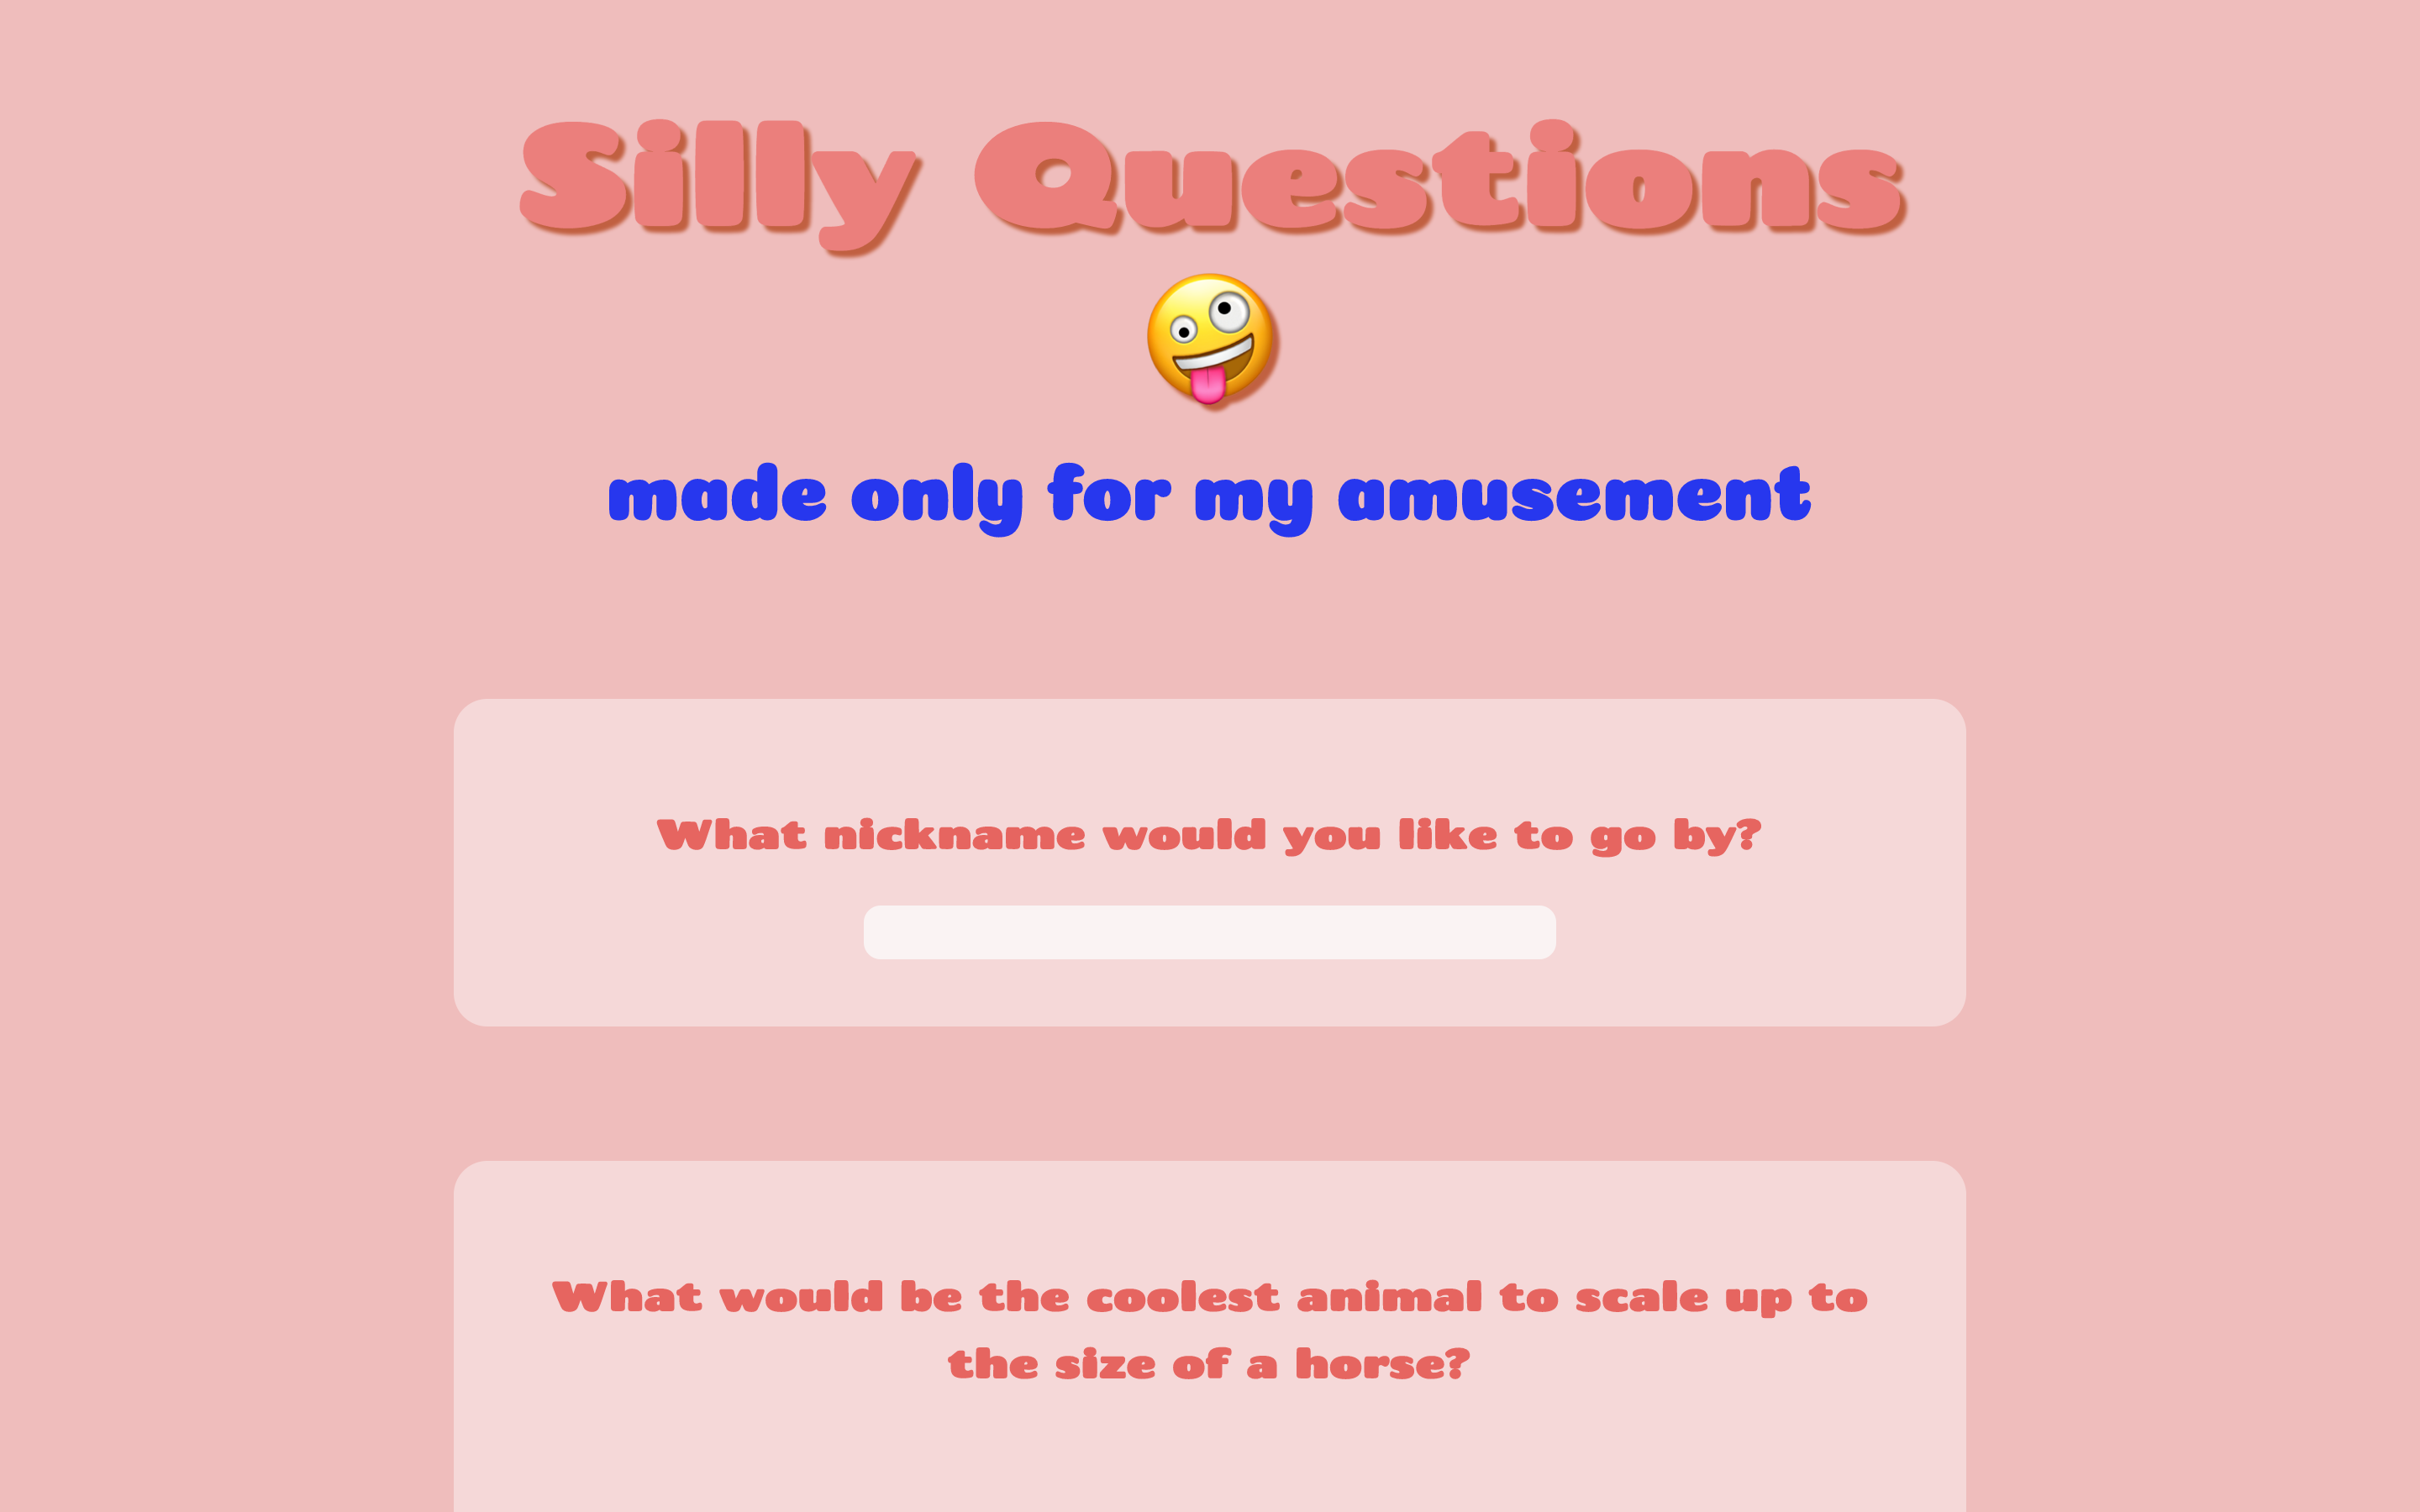 Silly Questions
🤪
made only for my amusement
What nickname would you like to go by?
What would be the coolest animal to scale up to
the size of a horse?